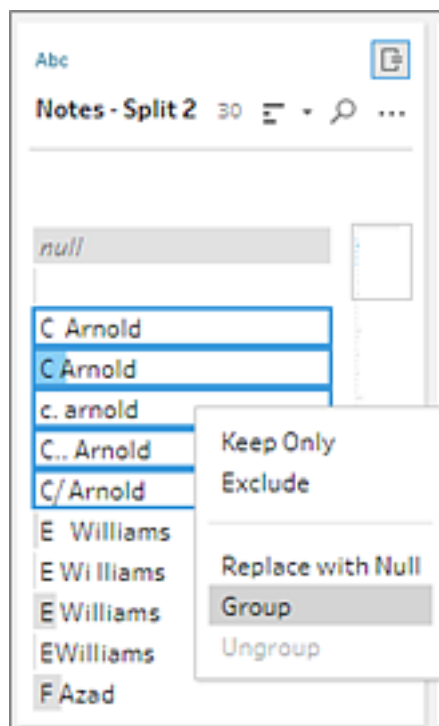 Abc
Notes - Split 2 30 ...
null
C Arnold
C Arnold
c. arnold
C.. Arnold
C/ Arnold
E  Williams
E Wi lliams
E Williams
EWilliams
F Azad
Keep Only
Exclude
Replace with Null
Group
Ungroup